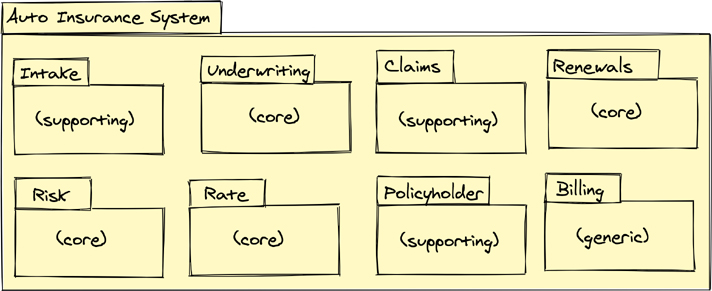 Auto Insurance System
Intake
(supporting)
Underwriting
(core)
Claims
(supporting)
Renewals
(core)
Risk
(core)
Rate
(core)
Policyholder
(supporting)
Billing
(generic)